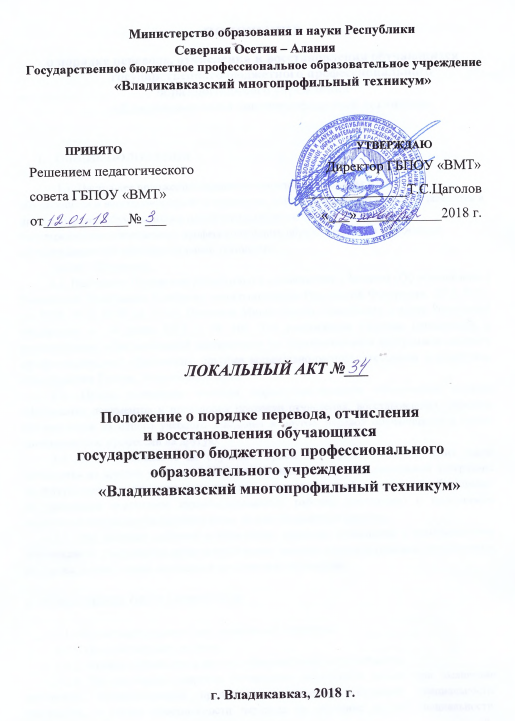 Министерство образования и науки Республики
Северная Осетия – Алания
Государственное бюджетное профессиональное образовательное учреждение
«Владикавказский многопрофильный техникум»
ПРИНЯТО
Решением педагогического
совета ГБПОУ «ВМТ»
от 12.01.18 № 3
УТВЕРЖДАЮ
Директор ГБПОУ «ВМТ»
Т.С.Цаголов
«12» января 2018 г.
ЛОКАЛЬНЫЙ АКТ № 34
Положение о порядке перевода, отчисления
и восстановления обучающихся
государственного бюджетного профессионального
образовательного учреждения
«Владикавказский многопрофильный техникум»
г. Владикавказ, 2018 г.